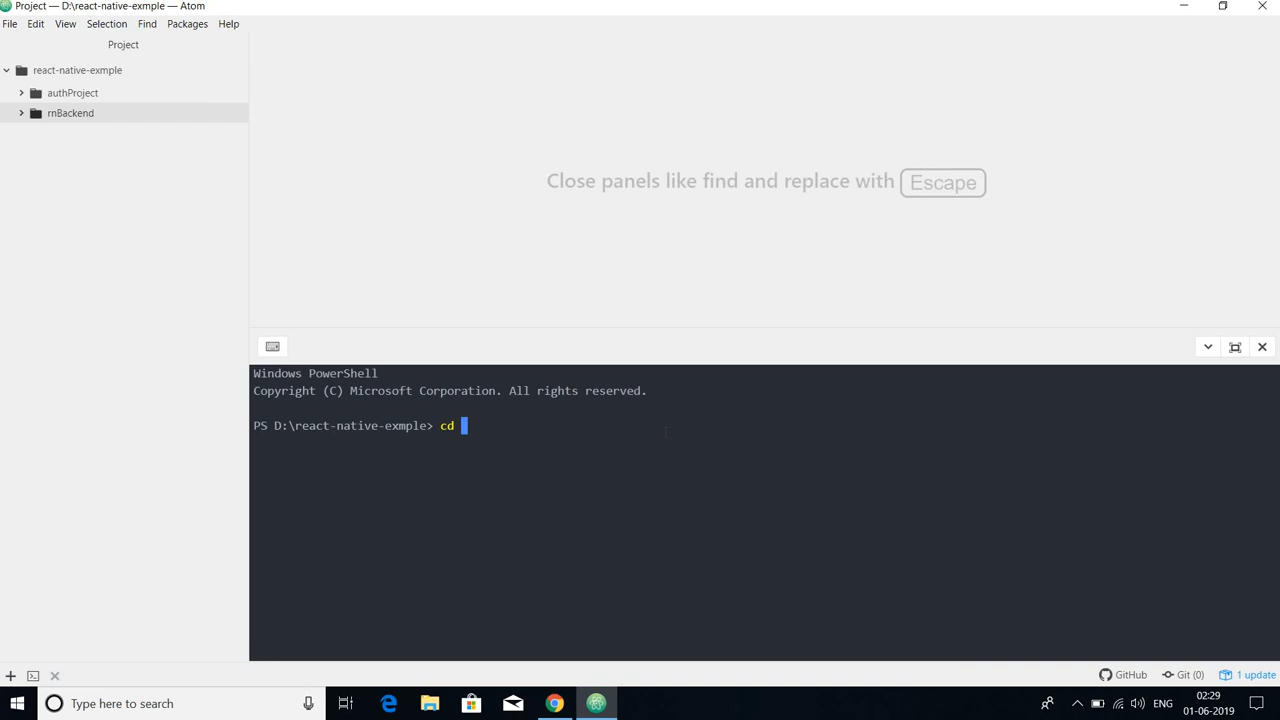 Project — D:\react-native-exmple — Atom
File Edit View Selection Find Packages Help
Project
react-native-exmple
authProject
rnBackend
Close panels like find and replace with Escape
Windows PowerShell
Copyright (C) Microsoft Corporation. All rights reserved.
PS D:\react-native-exmple> cd
GitHub Git (0) 1 update
Type here to search
ENG
02:29
01-06-2019